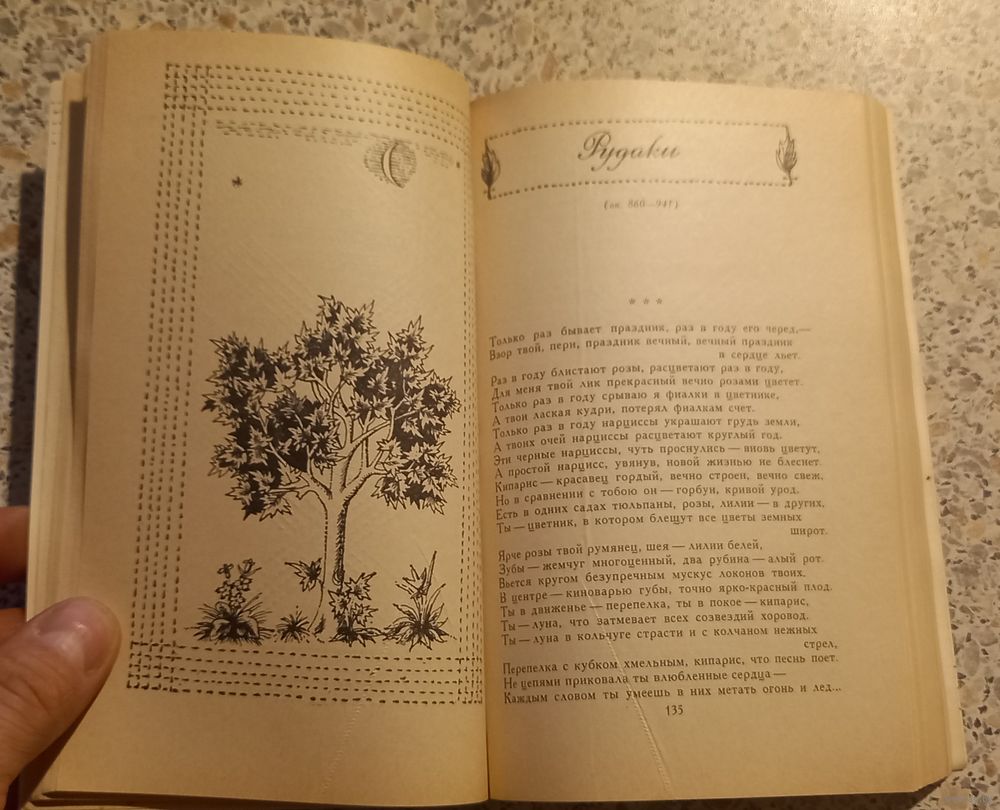 Рудаки
(ок. 860—941)
* * *
Только раз бывает праздник, раз в году его черед,—
Взор твой, пери, праздник вечный, вечный праздник
в сердце льет.
Раз в году блистают розы, расцветают раз в году,
Для меня твой лик прекрасный вечно розами цветет.
Только раз в году срываю я фиалки в цветнике,
А твои лаская кудри, потерял фиалкам счет.
Только раз в году нарциссы украшают грудь земли,
А твоих очей нарциссы расцветают круглый год.
Эти черные нарциссы, чуть проснулись — вновь цветут,
А простой нарцисс, увянув, новой жизнью не блеснет.
Кипарис — красавец гордый, вечно строен, вечно свеж,
Но в сравнении с тобою он — горбун, кривой урод.
Есть в одних садах тюльпаны, розы, лилии — в других,
Ты — цветник, в котором блещут все цветы земных
широт.
Ярче розы твой румянец, шея — лилии белей,
Зубы — жемчуг многоценный, два рубина — алый рот.
Вьется кругом безупречным мускус локонов твоих,
В центре — киноварью губы, точно ярко-красный плод.
Ты в движенье — перепелка, ты в покое — кипарис,
Ты — луна, что затмевает всех созвездий хоровод.
Ты — луна в кольчуге страсти и с колчаном нежных
стрел,
Перепелка с кубком хмельным, кипарис, что песнь поет.
Не цепями приковала ты влюбленные сердца —
Каждым словом ты умеешь в них метать огонь и лед...
135